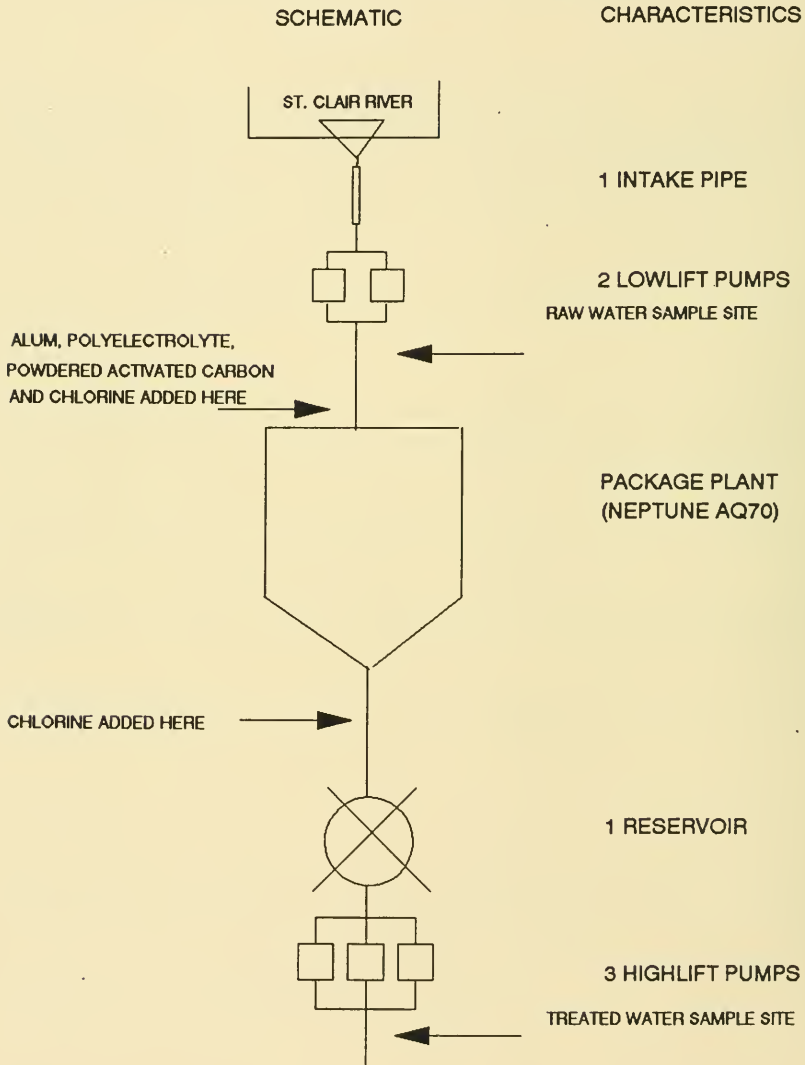 SCHEMATIC
CHARACTERISTICS
ST. CLAIR RIVER
1 INTAKE PIPE
2 LOWLIFT PUMPS
RAW WATER SAMPLE SITE
ALUM, POLYELECTROLYTE,
POWDERED ACTIVATED CARBON
AND CHLORINE ADDED HERE
PACKAGE PLANT
(NEPTUNE AQ70)
CHLORINE ADDED HERE
1 RESERVOIR
3 HIGHLIFT PUMPS
TREATED WATER SAMPLE SITE